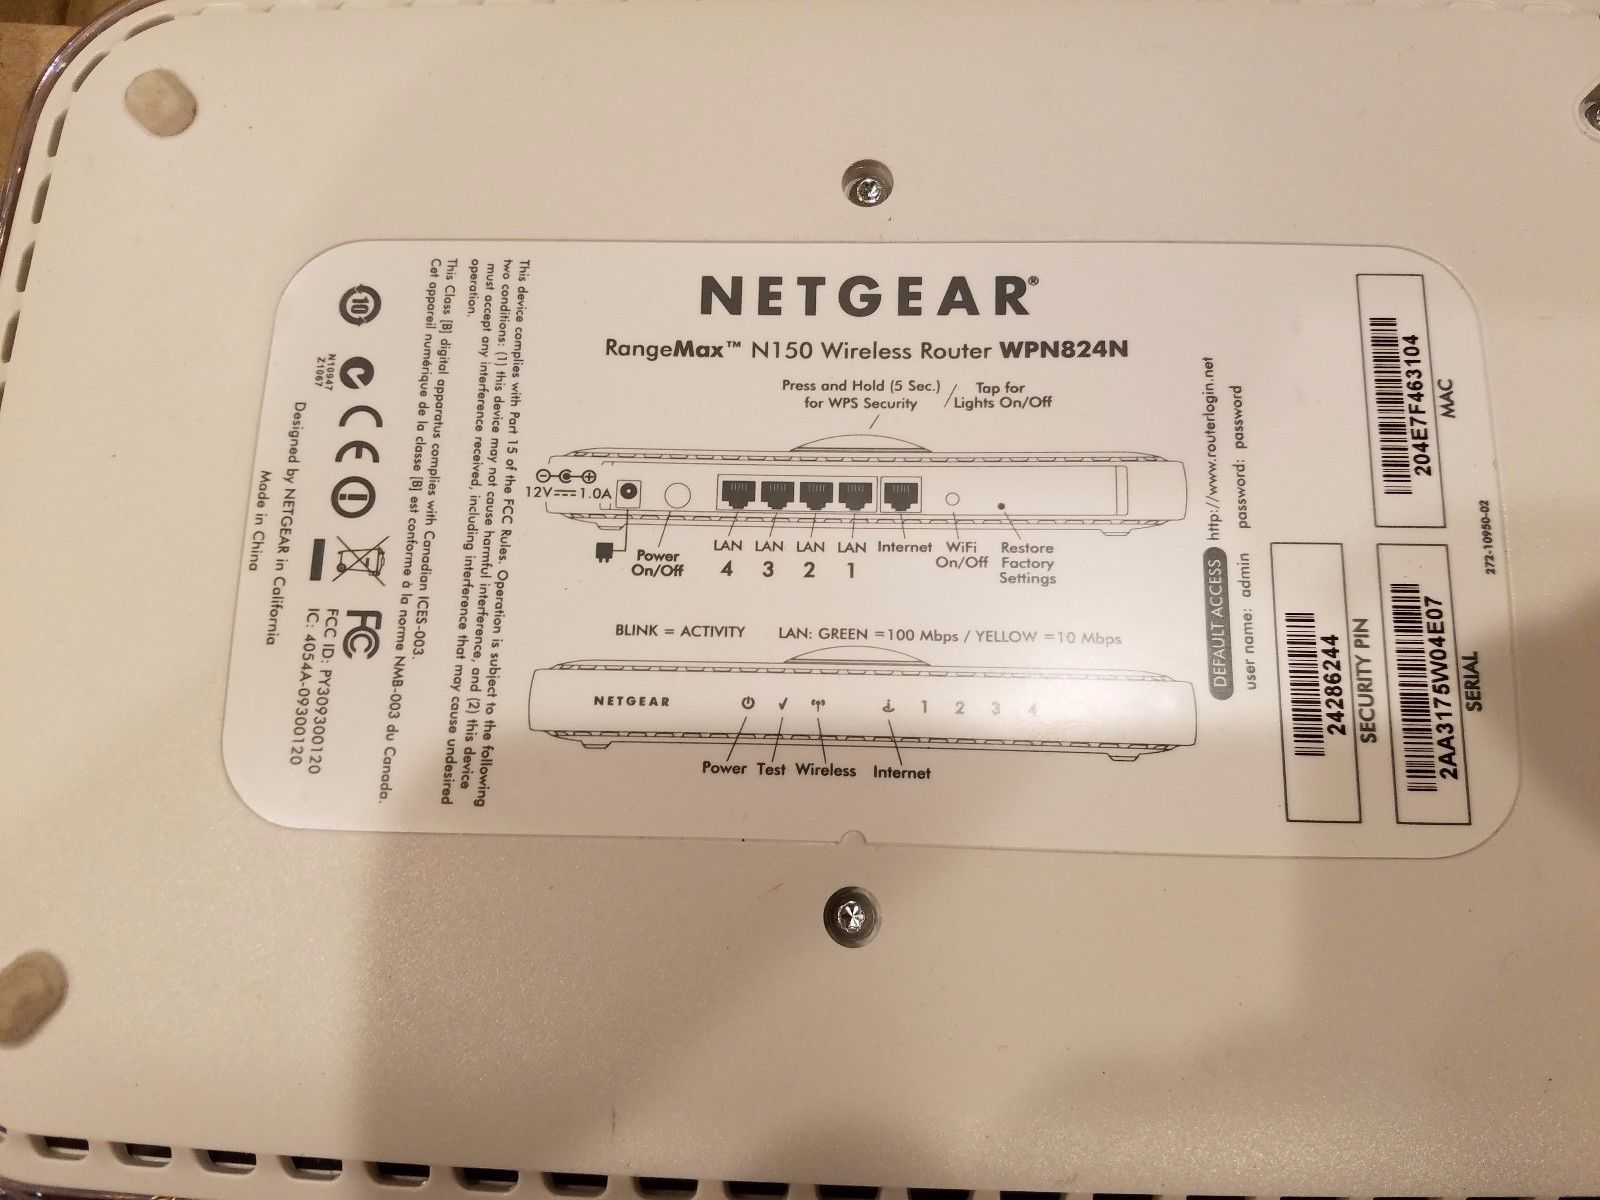 NETGEAR®
RangeMax™ N150 Wireless Router WPN824N
Press and Hold (5 Sec.) / Tap for
for WPS Security Lights On/Off
12V 1.0A
Power
On/Off
LAN
4
LAN
3
LAN
2
LAN
1
Internet
WiFi
On/Off
Restore
Factory
Settings
BLINK = ACTIVITY LAN: GREEN =100 Mbps / YELLOW =10 Mbps
NETGEAR 1 2 3 4
Power Test Wireless Internet
This device complies with Part 15 of the FCC Rules. Operation is subject to the following
two conditions: (1) this device may not cause harmful interference, and (2) this device
must accept any interference received, including interference that may cause undesired
operation.
This Class [B] digital apparatus complies with Canadian ICES-003.
Cet appareil numérique de la classe [B] est conforme à la norme NMB-003 du Canada.
10
N10947
Z1067
CE
FC
FCC ID: PY309300120
IC: 4054A-09300120
Designed by NETGEAR in California
Made in China
DEFAULT ACCESS http://www.routerlogin.net
user name: admin password: password
24286244
SECURITY PIN
204E7F463104
MAC
2AA3175W04E07
SERIAL
272-10950-02